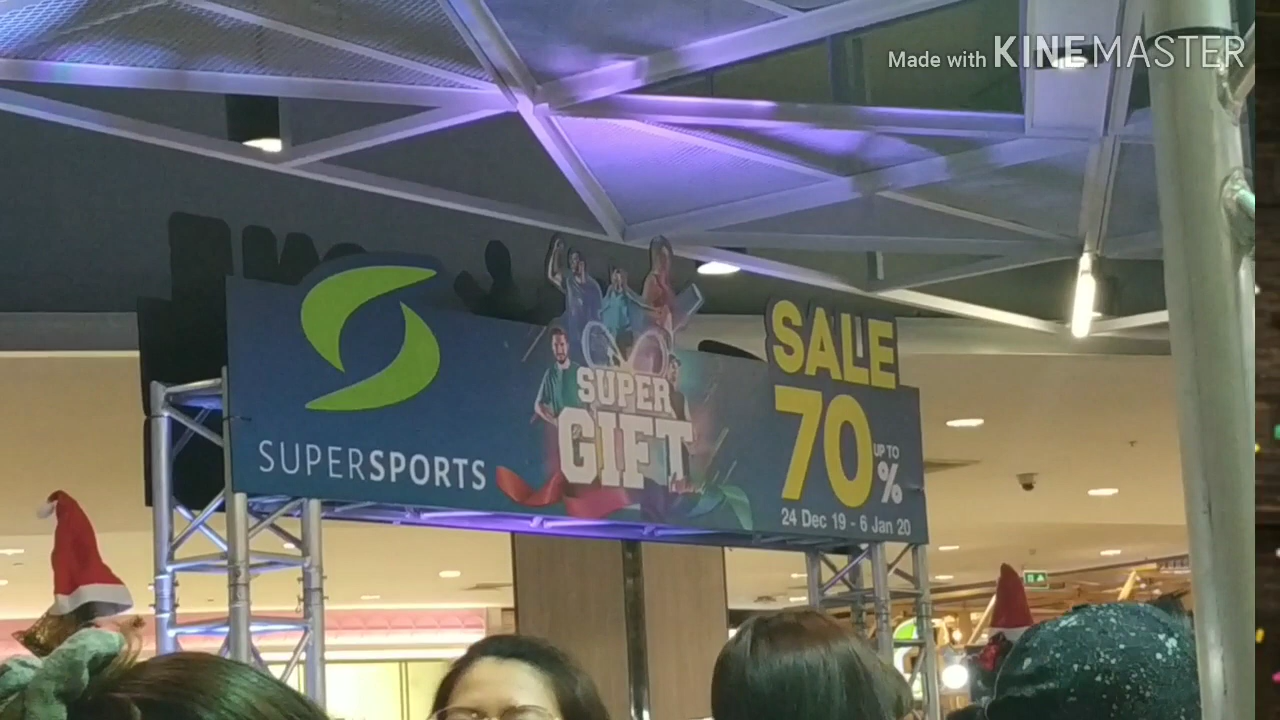 Made with KINEMASTER
SUPERSPORTS
SUPER
GIFT
SALE
70
UP TO
%
24 Dec 19 - 6 Jan 20